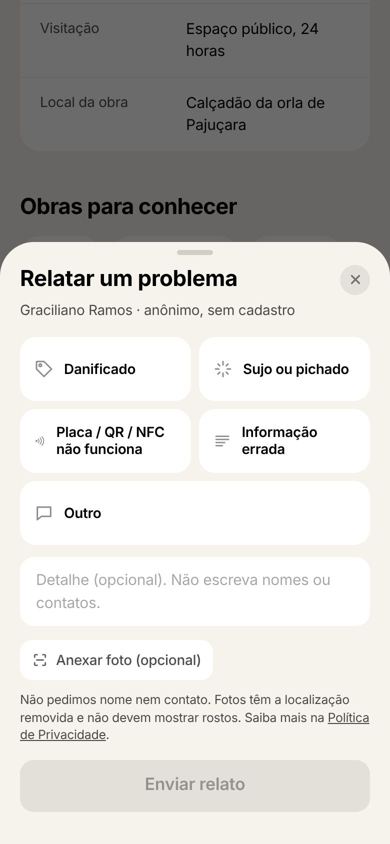 Visitação
Espaço público, 24
horas
Local da obra
Calçadão da orla de
Pajuçara
Obras para conhecer
Relatar um problema
Graciliano Ramos · anônimo, sem cadastro
Danificado
Sujo ou pichado
Placa / QR / NFC
não funciona
Informação
errada
Outro
Detalhe (opcional). Não escreva nomes ou
contatos.
Anexar foto (opcional)
Não pedimos nome nem contato. Fotos têm a localização
removida e não devem mostrar rostos. Saiba mais na Política
de Privacidade.
Enviar relato